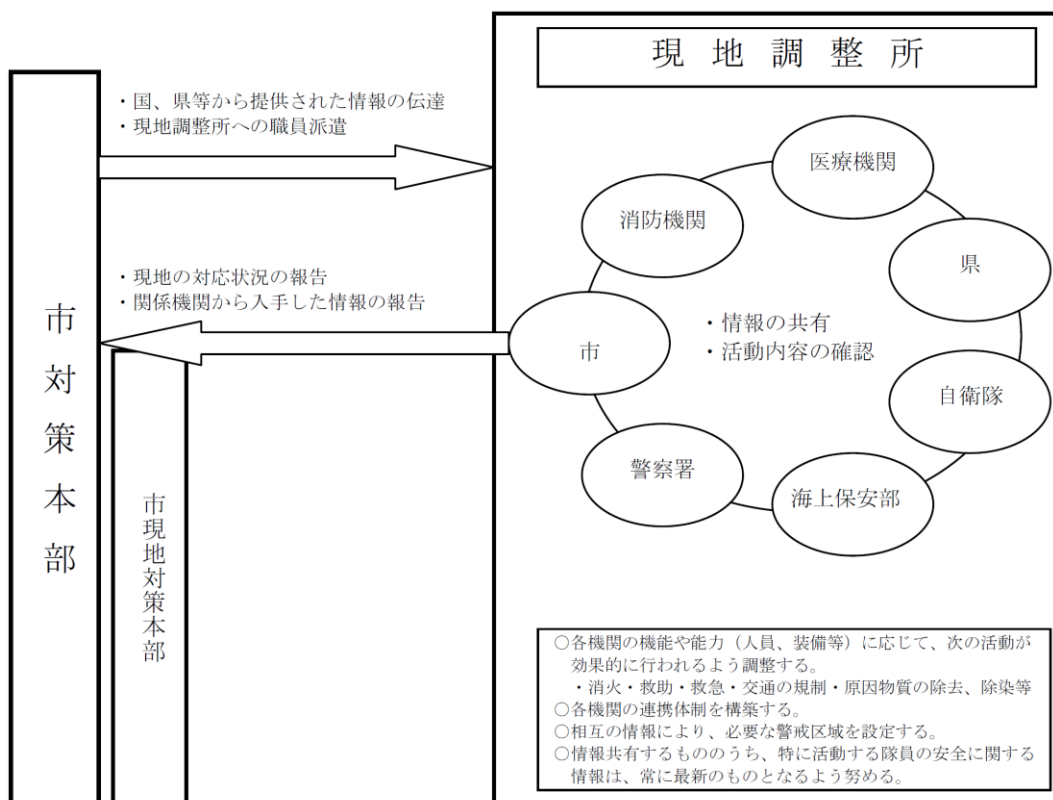 現地調整所
・国、県等から提供された情報の伝達
・現地調整所への職員派遣
医療機関
消防機関
県
・現地の対応状況の報告
・関係機関から入手した情報の報告
市対策本部
市
・情報の共有
・活動内容の確認
自衛隊
警察署
海上保安部
市現地対策本部
○各機関の機能や能力（人員、装備等）に応じて、次の活動が
効果的に行われるよう調整する。
・消火・救助・救急・交通の規制・原因物質の除去、除染等
○各機関の連携体制を構築する。
○相互の情報により、必要な警戒区域を設定する。
○情報共有するもののうち、特に活動する隊員の安全に関する
情報は、常に最新のものとなるよう努める。